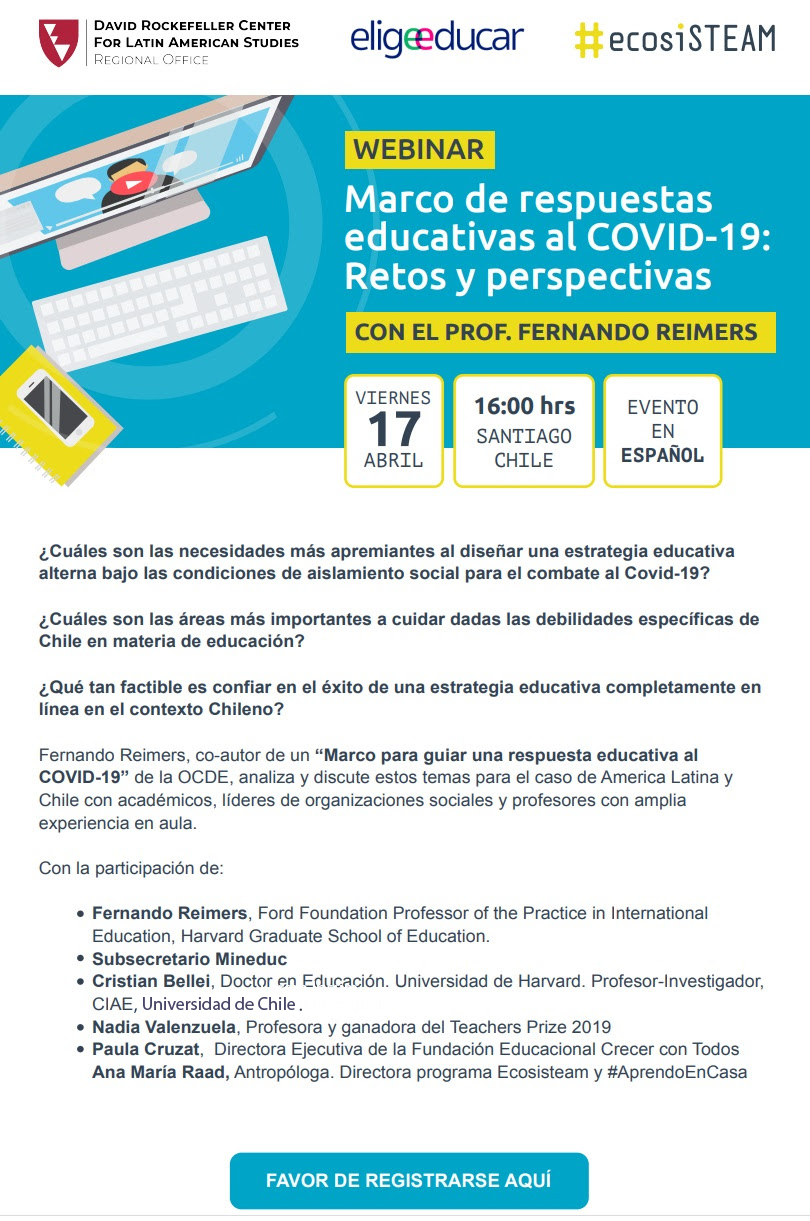 DAVID ROCKEFELLER CENTER
FOR LATIN AMERICAN STUDIES
REGIONAL OFFICE
eligeeducar
#ecosiSTEAM
WEBINAR
Marco de respuestas
educativas al COVID-19:
Retos y perspectivas
CON EL PROF. FERNANDO REIMERS
VIERNES
17
ABRIL
16:00 hrs
SANTIAGO
CHILE
EVENTO
EN
ESPAÑOL
¿Cuáles son las necesidades más apremiantes al diseñar una estrategia educativa
alterna bajo las condiciones de aislamiento social para el combate al Covid-19?
¿Cuáles son las áreas más importantes a cuidar dadas las debilidades específicas de
Chile en materia de educación?
¿Qué tan factible es confiar en el éxito de una estrategia educativa completamente en
línea en el contexto Chileno?
Fernando Reimers, co-autor de un “Marco para guiar una respuesta educativa al
COVID-19” de la OCDE, analiza y discute estos temas para el caso de America Latina y
Chile con académicos, líderes de organizaciones sociales y profesores con amplia
experiencia en aula.
Con la participación de:
• Fernando Reimers, Ford Foundation Professor of the Practice in International
Education, Harvard Graduate School of Education.
• Subsecretario Mineduc
• Cristian Bellei, Doctor en Educación. Universidad de Harvard. Profesor-Investigador,
CIAE, Universidad de Chile.
• Nadia Valenzuela, Profesora y ganadora del Teachers Prize 2019
• Paula Cruzat, Directora Ejecutiva de la Fundación Educacional Crecer con Todos
Ana María Raad, Antropóloga. Directora programa Ecosisteam y #AprendoEnCasa
FAVOR DE REGISTRARSE AQUÍ